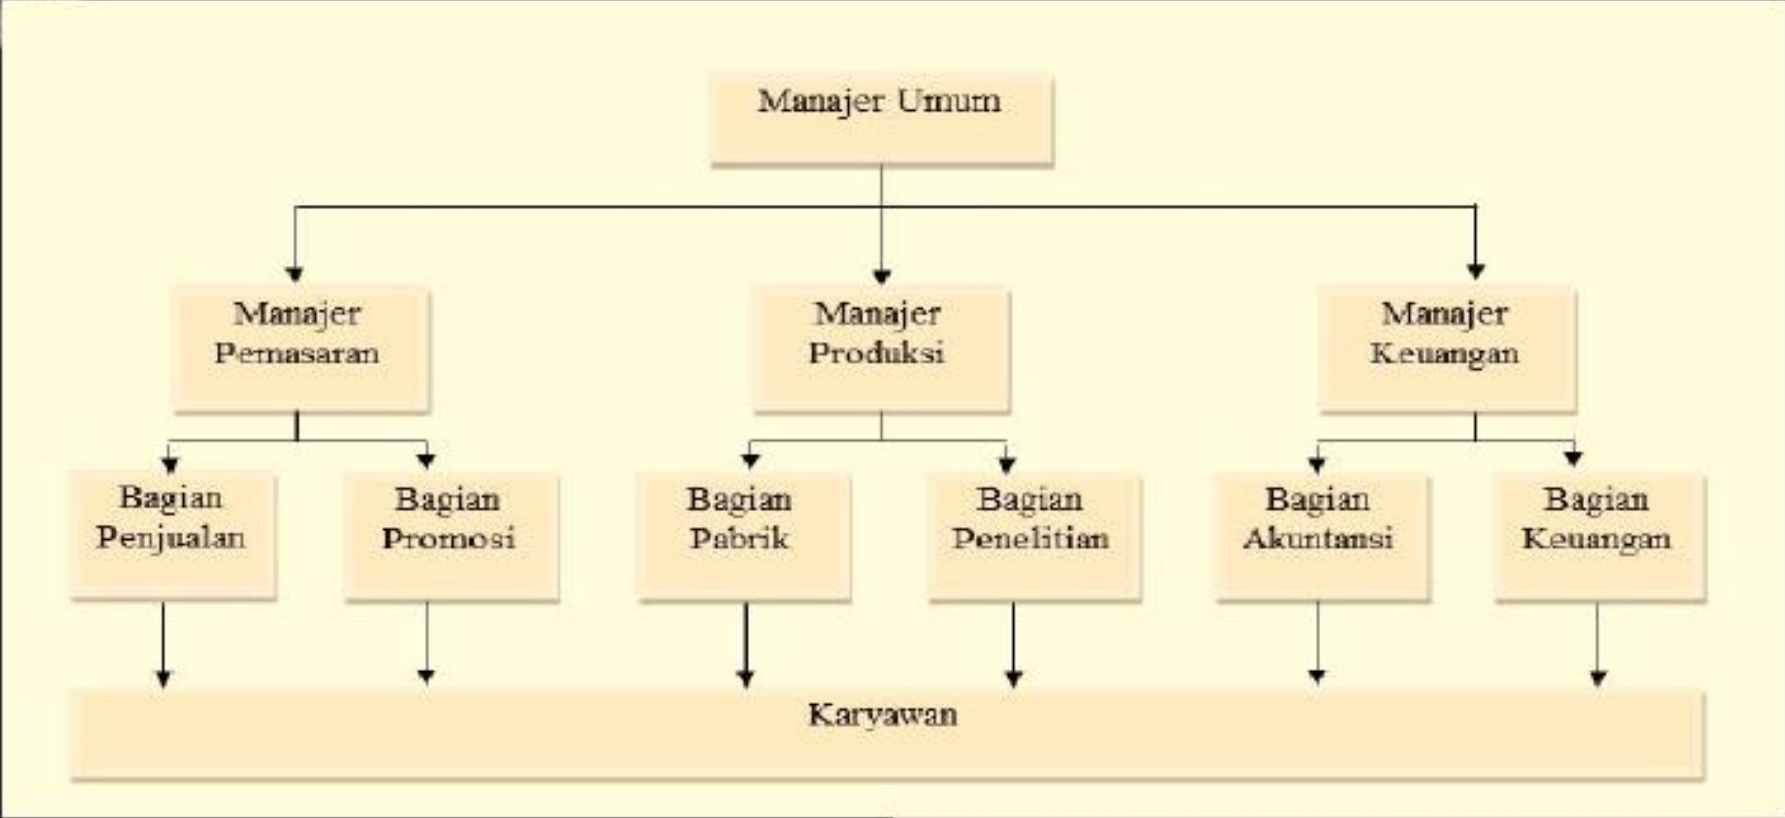 Manajer Umum
Manajer
Pemasaran
Manajer
Produksi
Manajer
Keuangan
Bagian
Penjualan
Bagian
Promosi
Bagian
Pabrik
Bagian
Penelitian
Bagian
Akuntansi
Bagian
Keuangan
Karyawan